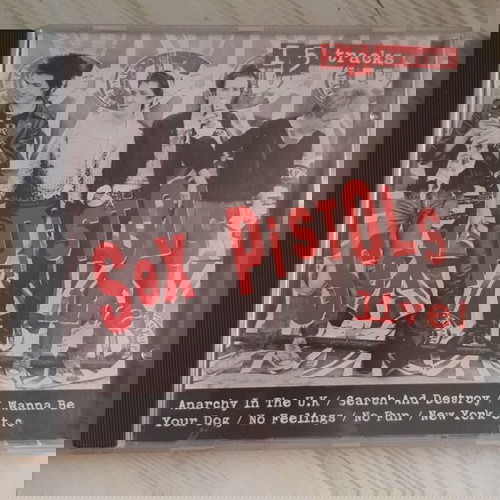 15 tracks
SeX PiSTOLS
live!
Anarchy In The U.K / Search And Destroy /
Wanna Be
Your Dog / No Feelings / No Fun / New York